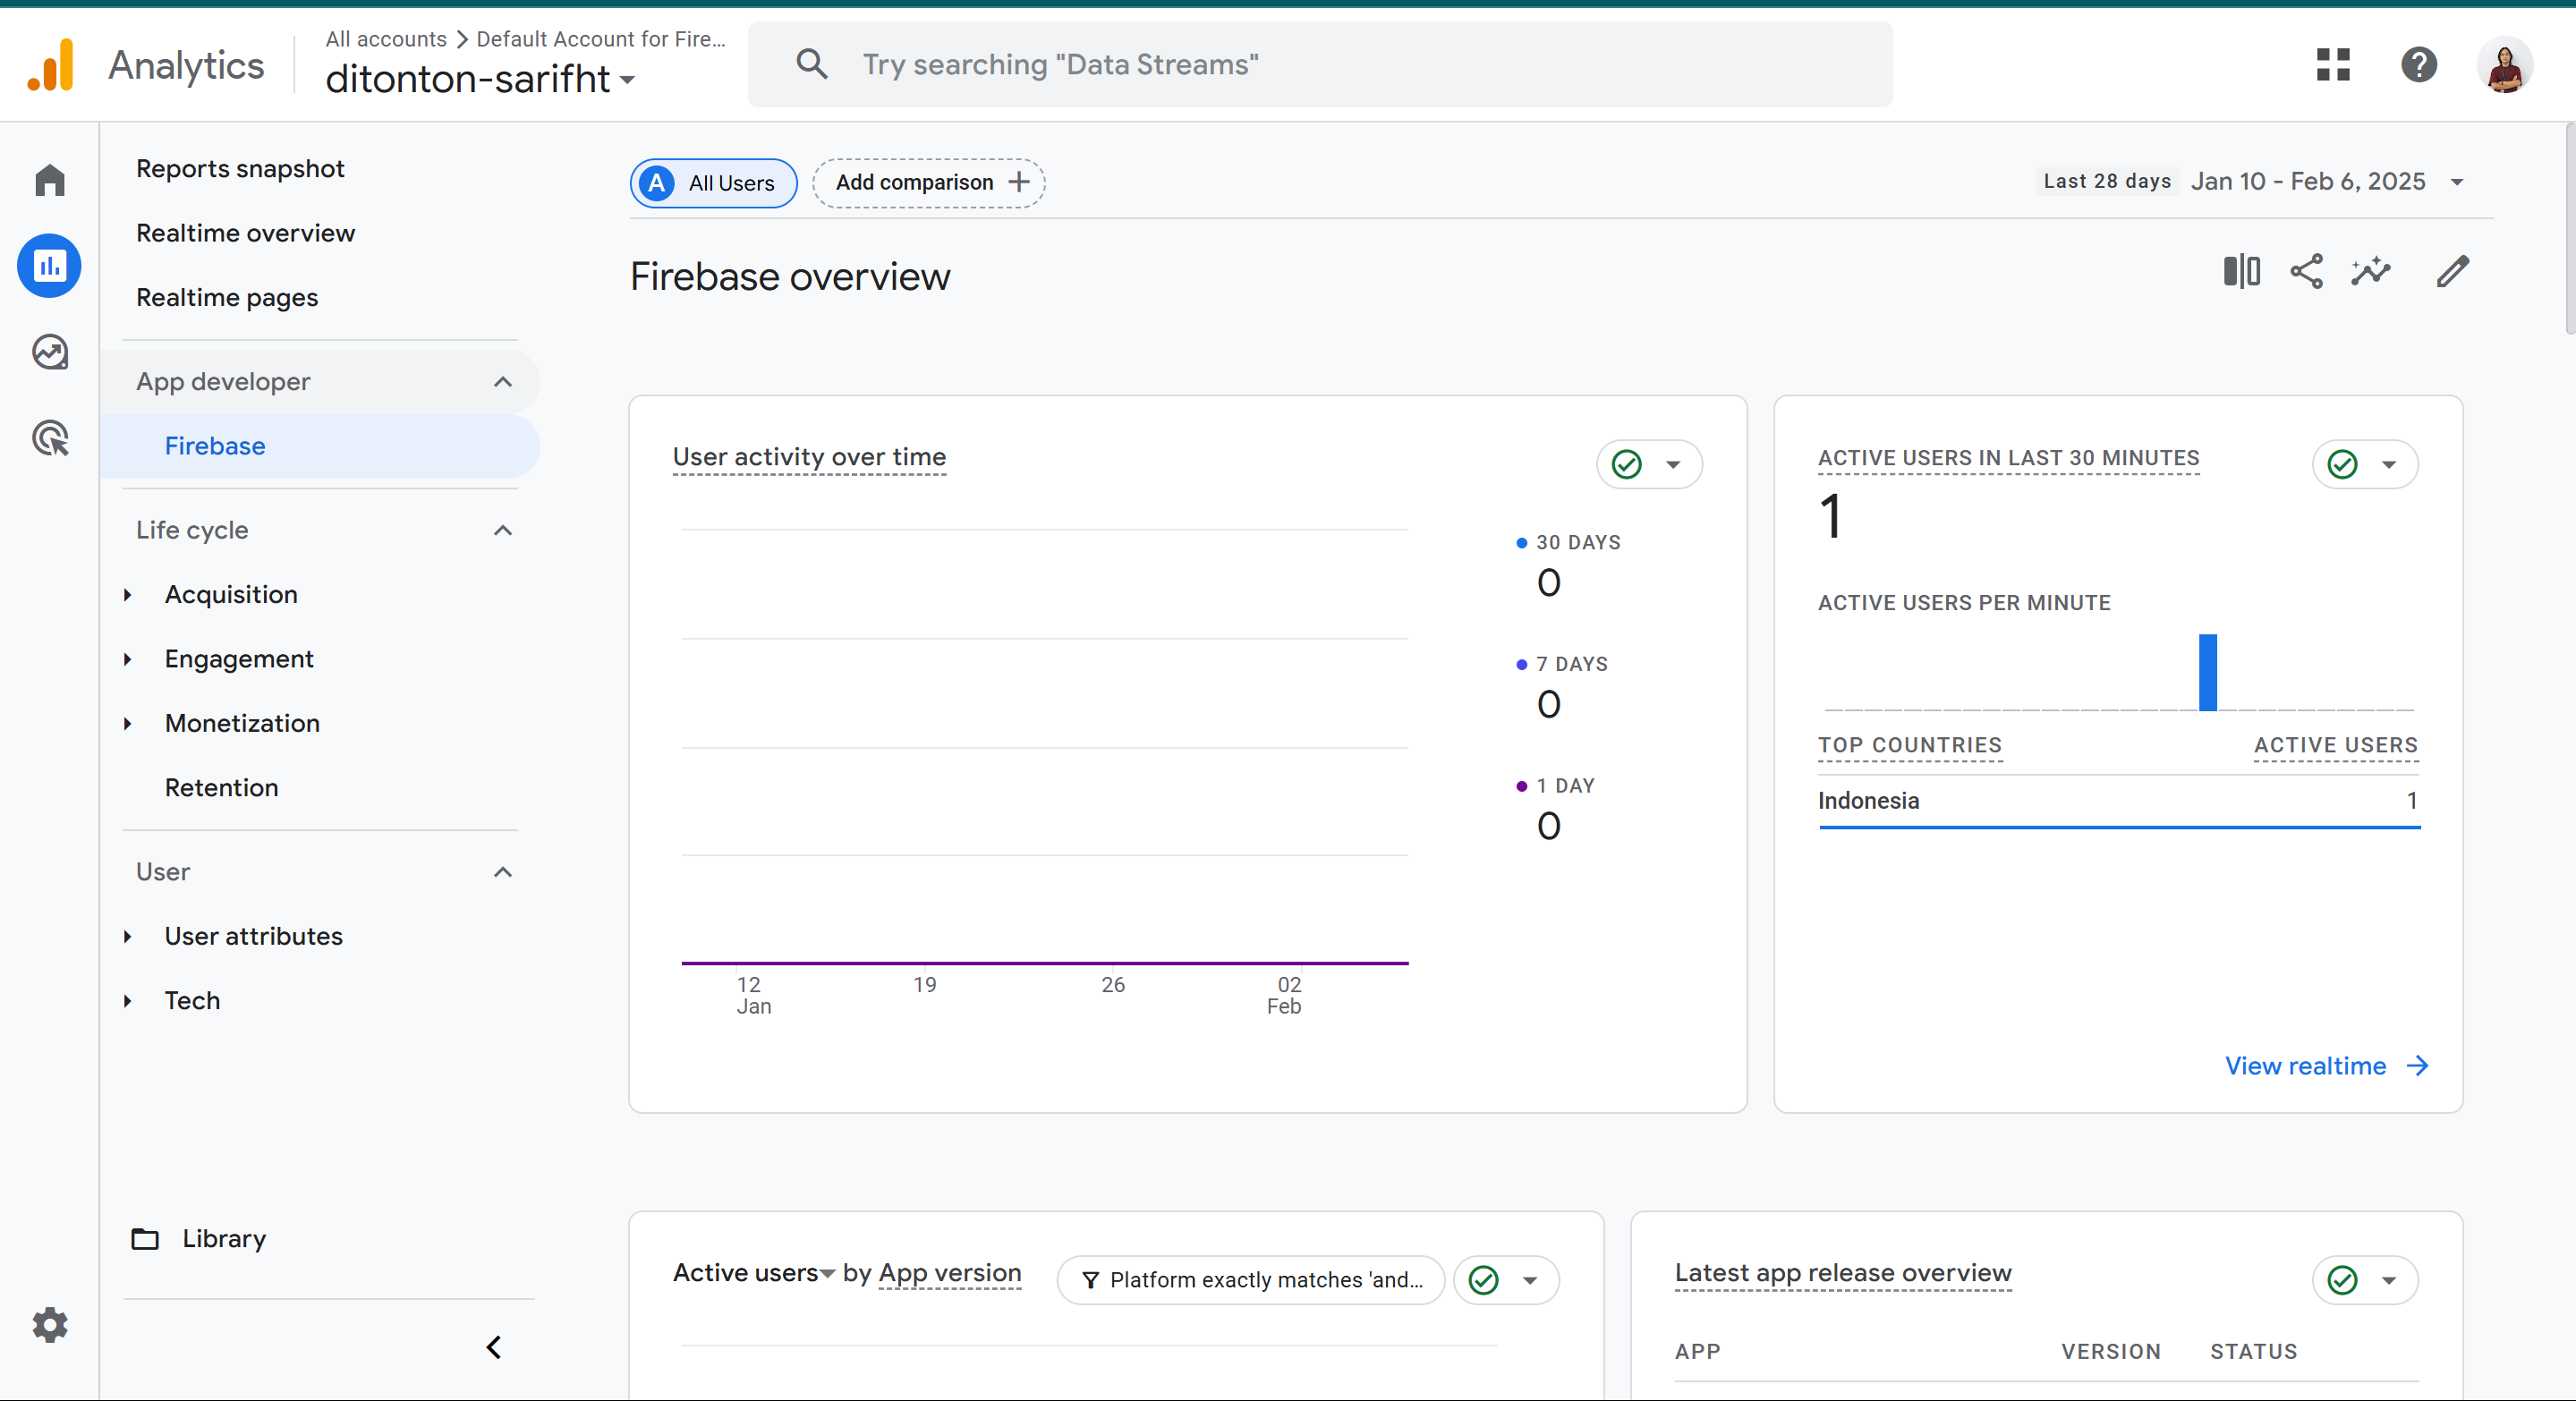 All accounts > Default Account for Fire...
Analytics
ditonton-sarifht
Try searching "Data Streams"
Reports snapshot
Realtime overview
Realtime pages
App developer
Firebase
Life cycle
Acquisition
Engagement
Monetization
Retention
User
User attributes
Tech
Library
A All Users
Add comparison +
Last 28 days Jan 10 - Feb 6, 2025
Firebase overview
User activity over time
30 DAYS
0
7 DAYS
0
1 DAY
0
12 19 26 02
Jan Feb
ACTIVE USERS IN LAST 30 MINUTES
1
ACTIVE USERS PER MINUTE
TOP COUNTRIES ACTIVE USERS
Indonesia 1
View realtime
Active users by App version
Platform exactly matches 'and...
Latest app release overview
APP VERSION STATUS